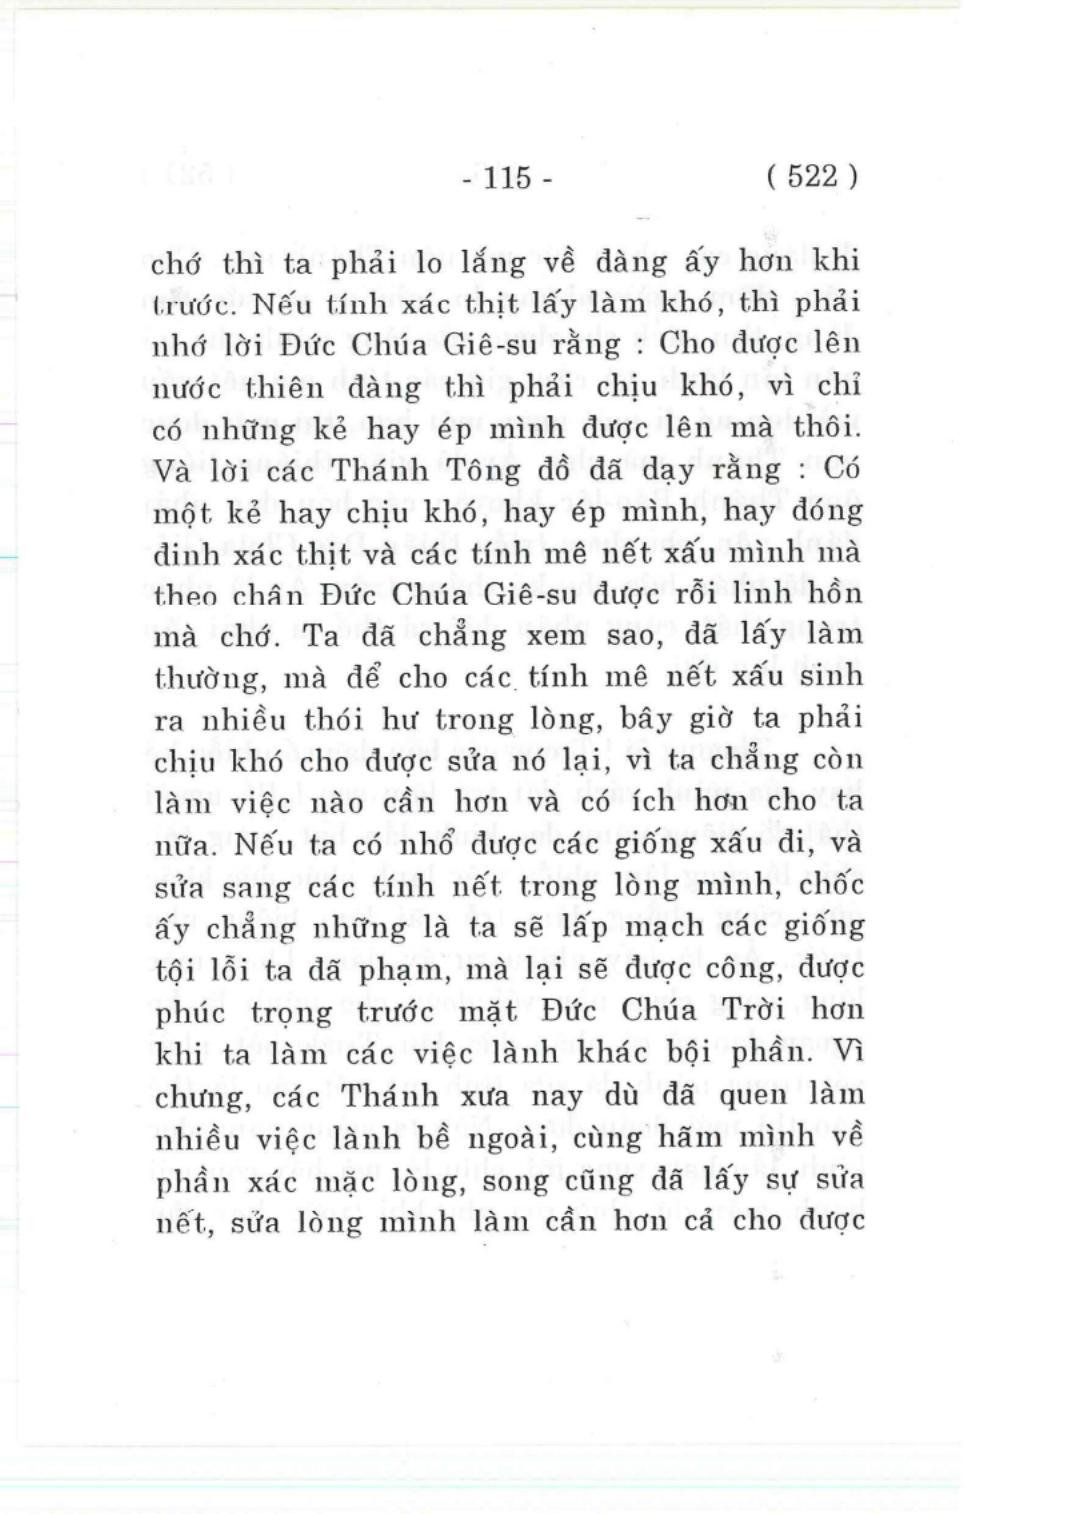 - 115 - ( 522 )
chớ thì ta phải lo lắng về đàng ấy hơn khi
trước. Nếu tính xác thịt lấy làm khó, thì phải
nhớ lời Đức Chúa Giê-su rằng : Cho được lên
nước thiên đàng thì phải chịu khó, vì chỉ
có những kẻ hay ép mình được lên mà thôi.
Và lời các Thánh Tông đồ đã dạy rằng : Có
một kẻ hay chịu khó, hay ép mình, hay đóng
đinh xác thịt và các tính mê nết xấu mình mà
theo chân Đức Chúa Giê-su được rỗi linh hồn
mà chớ. Ta đã chẳng xem sao, đã lấy làm
thường, mà để cho các tính mê nết xấu sinh
ra nhiều thói hư trong lòng, bây giờ ta phải
chịu khó cho được sửa nó lại, vì ta chẳng còn
làm việc nào cần hơn và có ích hơn cho ta
nữa. Nếu ta có nhổ được các giống xấu đi, và
sửa sang các tính nết trong lòng mình, chốc
ấy chẳng những là ta sẽ lấp mạch các giống
tội lỗi ta đã phạm, mà lại sẽ được công, được
phúc trọng trước mặt Đức Chúa Trời hơn
khi ta làm các việc lành khác bội phần. Vì
chưng, các Thánh xưa nay dù đã quen làm
nhiều việc lành bề ngoài, cùng hãm mình về
phần xác mặc lòng, song cũng đã lấy sự sửa
nết, sửa lòng mình làm cần hơn cả cho được